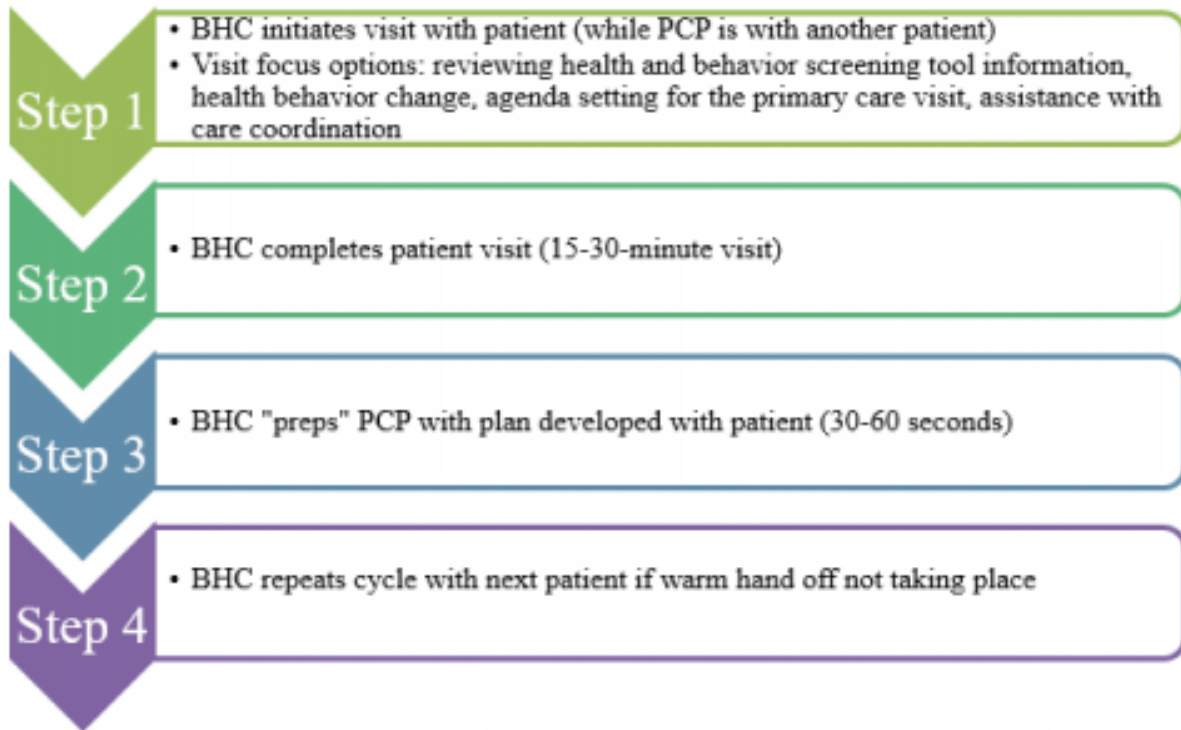 Step 1
• BHC initiates visit with patient (while PCP is with another patient)
• Visit focus options: reviewing health and behavior screening tool information,
health behavior change, agenda setting for the primary care visit, assistance with
care coordination
Step 2
• BHC completes patient visit (15-30-minute visit)
Step 3
• BHC "preps" PCP with plan developed with patient (30-60 seconds)
Step 4
• BHC repeats cycle with next patient if warm hand off not taking place